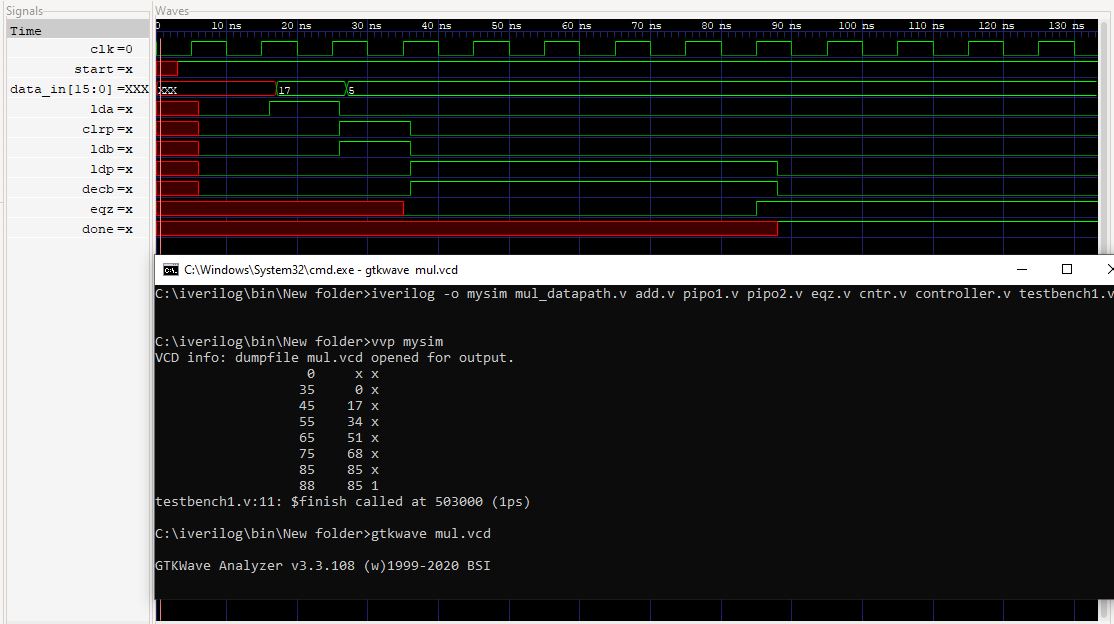 Signals
Waves
Time
10 ns 20 ns 30 ns 40 ns 50 ns 60 ns 70 ns 80 ns 90 ns 100 ns 110 ns 120 ns 130 ns
clk =0
start =x
data_in[15:0] =XXX XXX 17 5
lda =x
clrp =x
ldb =x
ldp =x
decb =x
eqz =x
done =x
C:\Windows\System32\cmd.exe - gtkwave mul.vcd
C:\iverilog\bin\New folder>iverilog -o mysim mul_datapath.v add.v pipo1.v pipo2.v eqz.v cntr.v controller.v testbench1.v
C:\iverilog\bin\New folder>vvp mysim
VCD info: dumpfile mul.vcd opened for output.
0 x x
35 0 x
45 17 x
55 34 x
65 51 x
75 68 x
85 85 x
88 85 1
testbench1.v:11: $finish called at 503000 (1ps)
C:\iverilog\bin\New folder>gtkwave mul.vcd
GTKWave Analyzer v3.3.108 (w)1999-2020 BSI